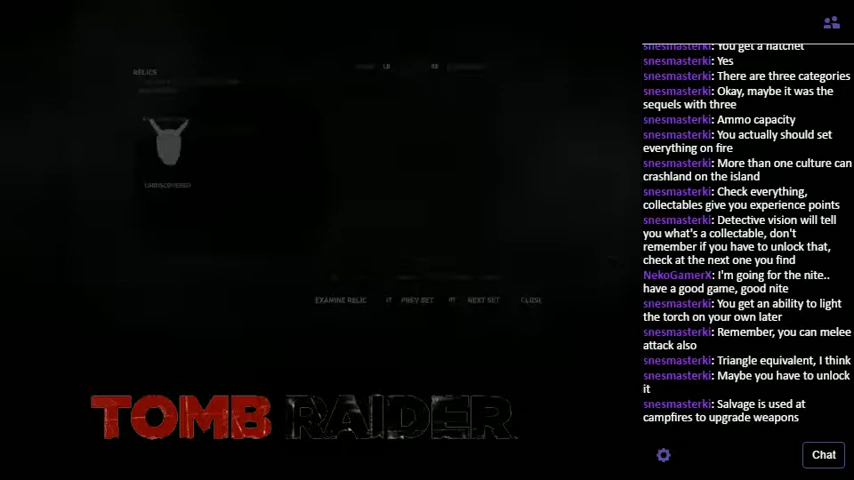 RELICS
LB
RB
UNDISCOVERED
EXAMINE RELIC
LT
PREV SET
RT
NEXT SET
CLOSE
TOMB RAIDER
snesmasterki: You get a hatchet
snesmasterki: Yes
snesmasterki: There are three categories
snesmasterki: Okay, maybe it was the
sequels with three
snesmasterki: Ammo capacity
snesmasterki: You actually should set
everything on fire
snesmasterki: More than one culture can
crashland on the island
snesmasterki: Check everything,
collectables give you experience points
snesmasterki: Detective vision will tell
you what's a collectable, don't
remember if you have to unlock that,
check at the next one you find
NekoGamerX: I'm going for the nite..
have a good game, good nite
snesmasterki: You get an ability to light
the torch on your own later
snesmasterki: Remember, you can melee
attack also
snesmasterki: Triangle equivalent, I think
snesmasterki: Maybe you have to unlock
it
snesmasterki: Salvage is used at
campfires to upgrade weapons
Chat